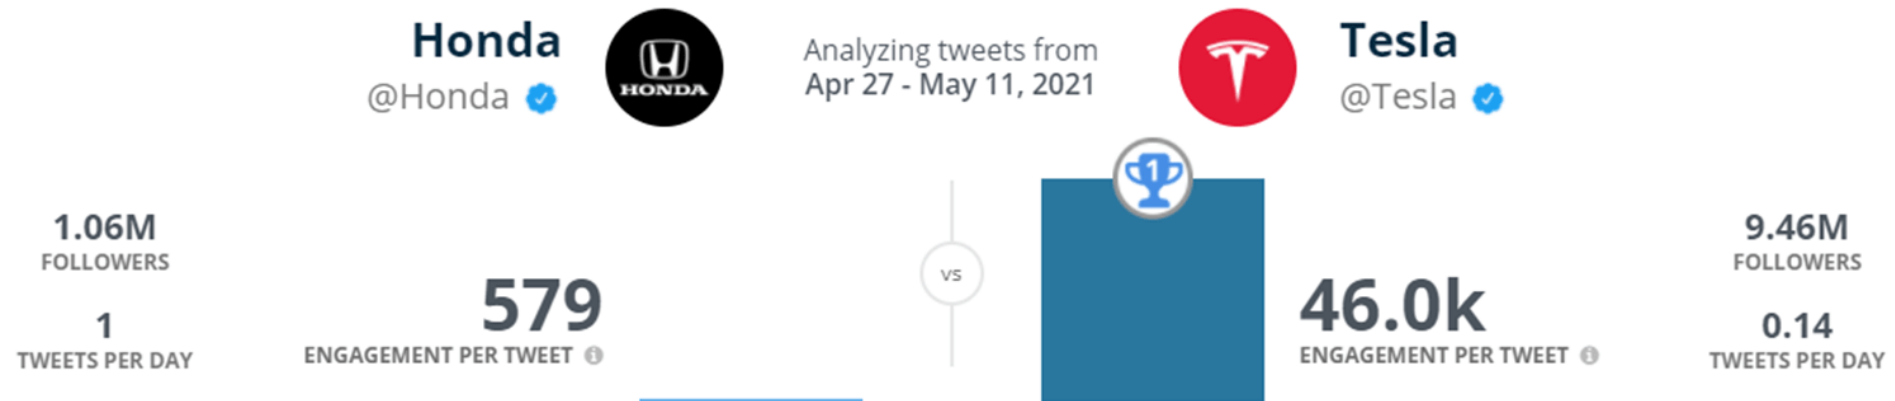 Honda
@Honda
HONDA
Analyzing tweets from
Apr 27 - May 11, 2021
Tesla
@Tesla
1.06M
FOLLOWERS
1
TWEETS PER DAY
579
ENGAGEMENT PER TWEET
vs
1
46.0k
ENGAGEMENT PER TWEET
9.46M
FOLLOWERS
0.14
TWEETS PER DAY